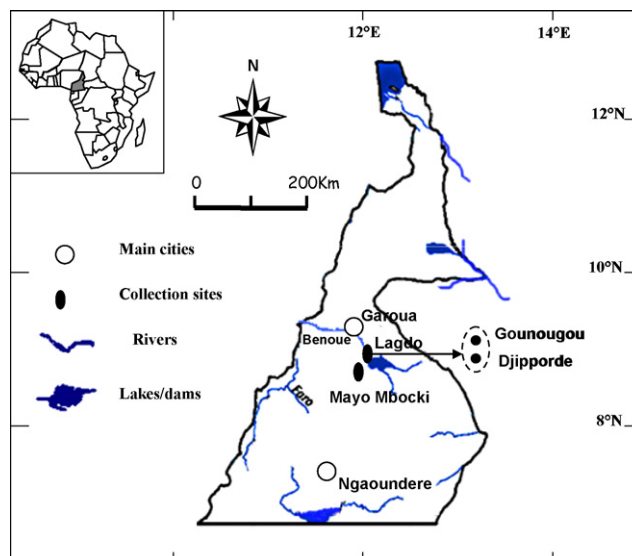 12°E
14°E
N
12°N
0
200Km
Main cities
10°N
Collection sites
Garoua
Gounougou
Rivers
Benoue
Lagdo
Djipporde
Lakes/dams
Faro
Mayo Mbocki
8°N
Ngaoundere